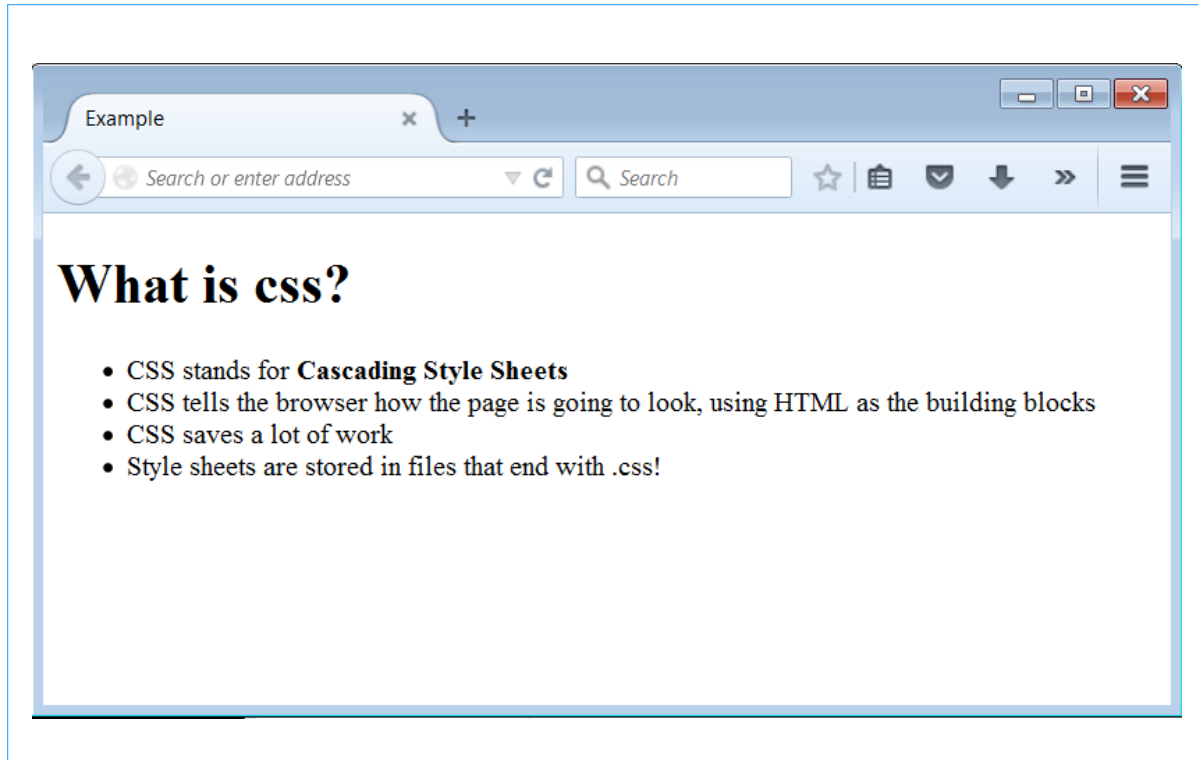 Example
Search or enter address
Search
What is css?
CSS stands for Cascading Style Sheets
CSS tells the browser how the page is going to look, using HTML as the building blocks
CSS saves a lot of work
Style sheets are stored in files that end with .css!